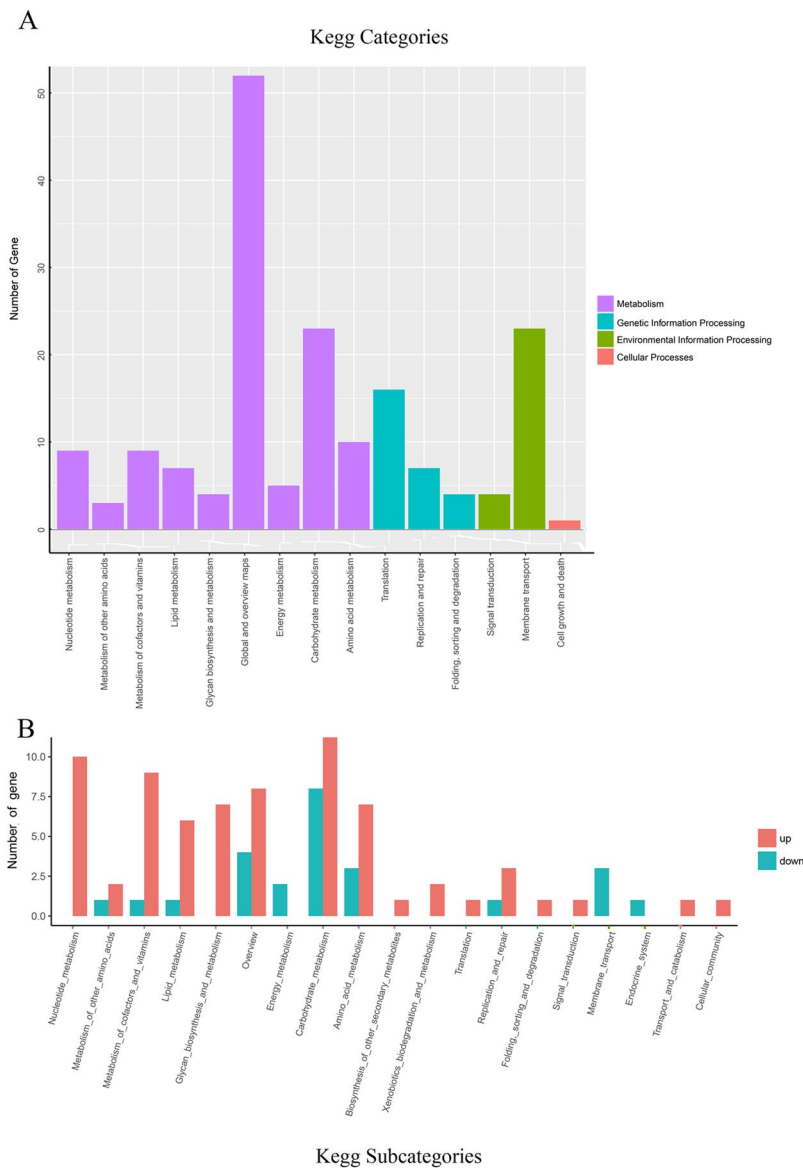 A
Kegg Categories
Number of Gene
50
40
30
20
10
0
Metabolism
Genetic Information Processing
Environmental Information Processing
Cellular Processes
Nucleotide metabolism
Metabolism of other amino acids
Metabolism of cofactors and vitamins
Lipid metabolism
Glycan biosynthesis and metabolism
Global and overview maps
Energy metabolism
Carbohydrate metabolism
Amino acid metabolism
Translation
Replication and repair
Folding, sorting and degradation
Signal transduction
Membrane transport
Cell growth and death
B
Number of gene
10.0
7.5
5.0
2.5
0.0
up
down
Nucleotide_metabolism
Metabolism_of_other_amino_acids
Metabolism_of_cofactors_and_vitamins
Lipid_metabolism
Glycan_biosynthesis_and_metabolism
Overview
Energy_metabolism
Carbohydrate_metabolism
Amino_acid_metabolism
Biosynthesis_of_other_secondary_metabolites
Xenobiotics_biodegradation_and_metabolism
Translation
Replication_and_repair
Folding,_sorting_and_degradation
Signal_transduction
Membrane_transport
Endocrine_system
Transport_and_catabolism
Cellular_community
Kegg Subcategories